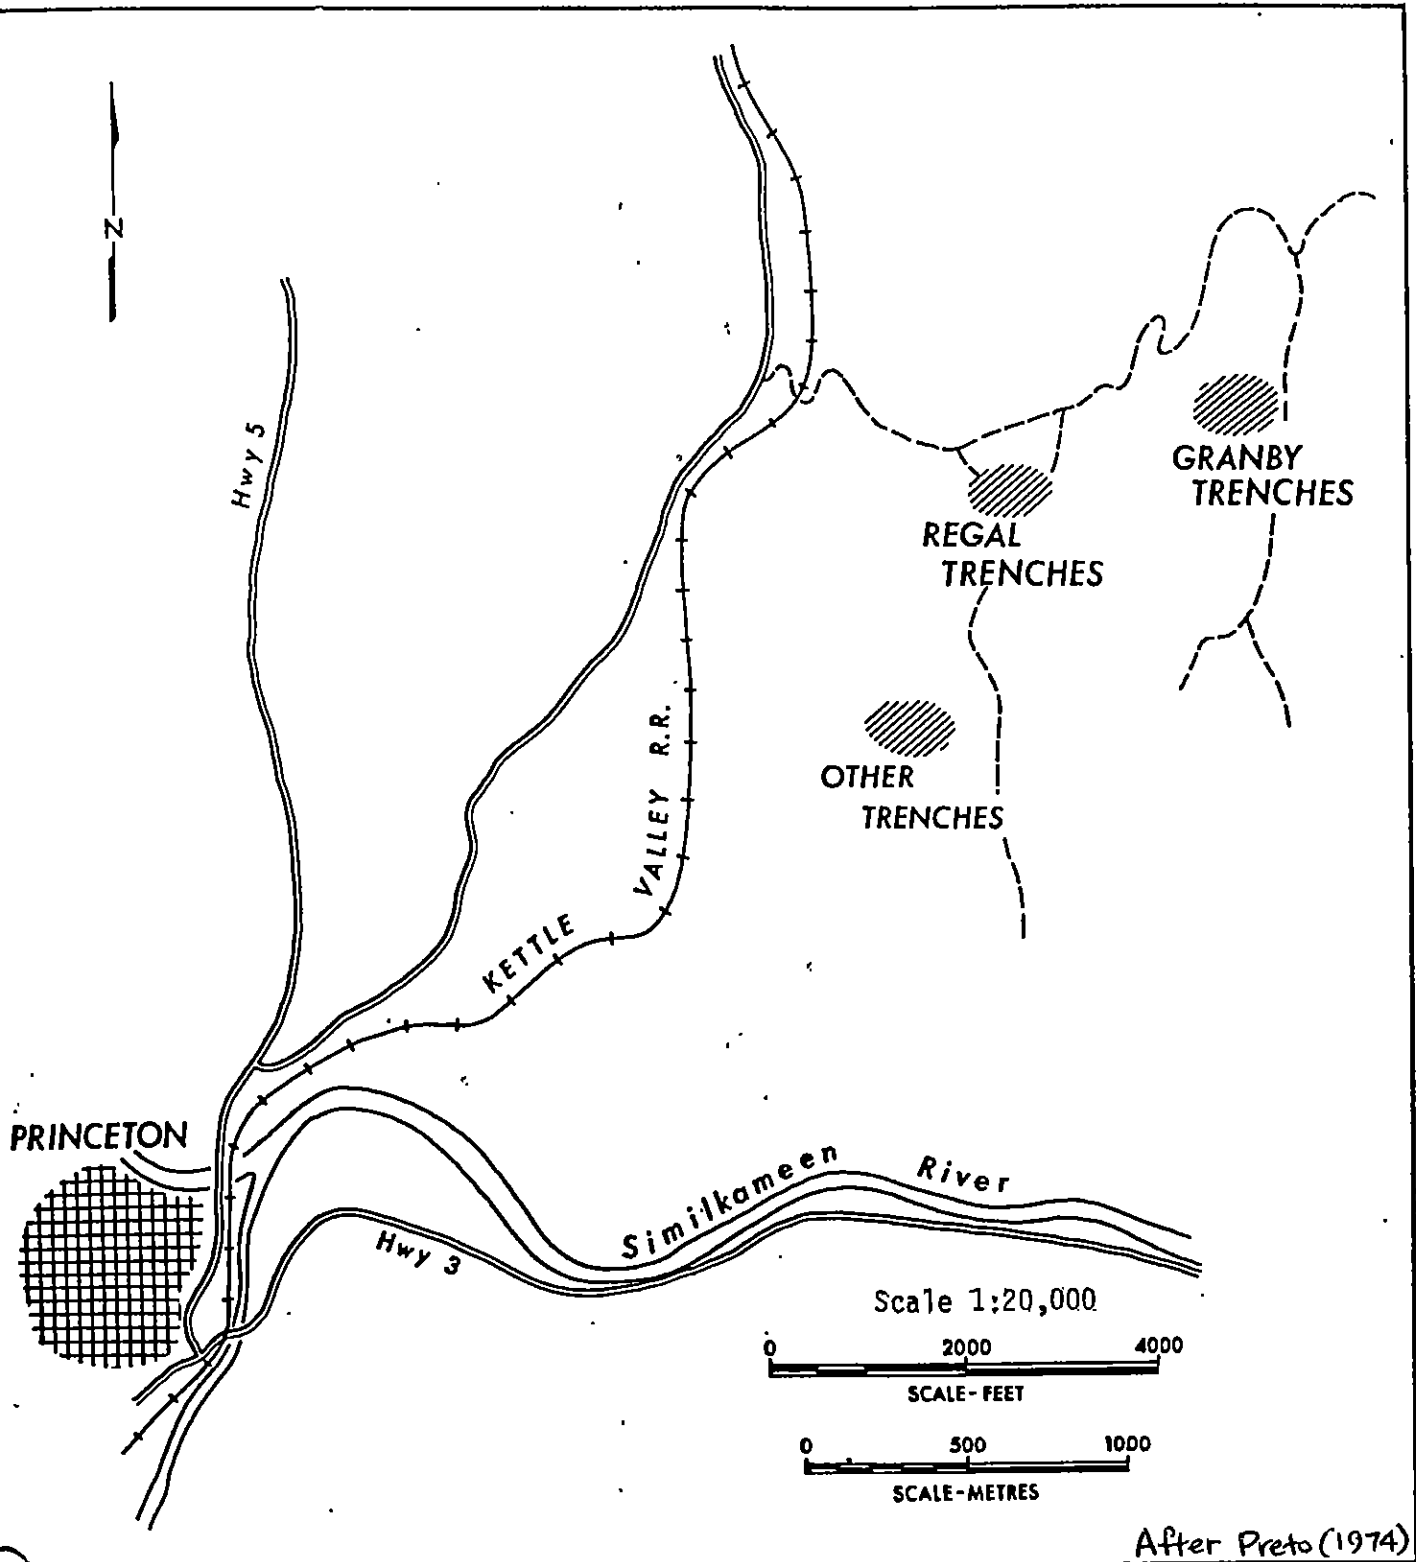 N
Hwy 5
GRANBY
TRENCHES
REGAL
TRENCHES
OTHER
TRENCHES
KETTLE VALLEY R.R.
PRINCETON
Similkameen River
Hwy 3
Scale 1:20,000
0 2000 4000
SCALE-FEET
0 500 1000
SCALE-METRES
After Preto (1974)